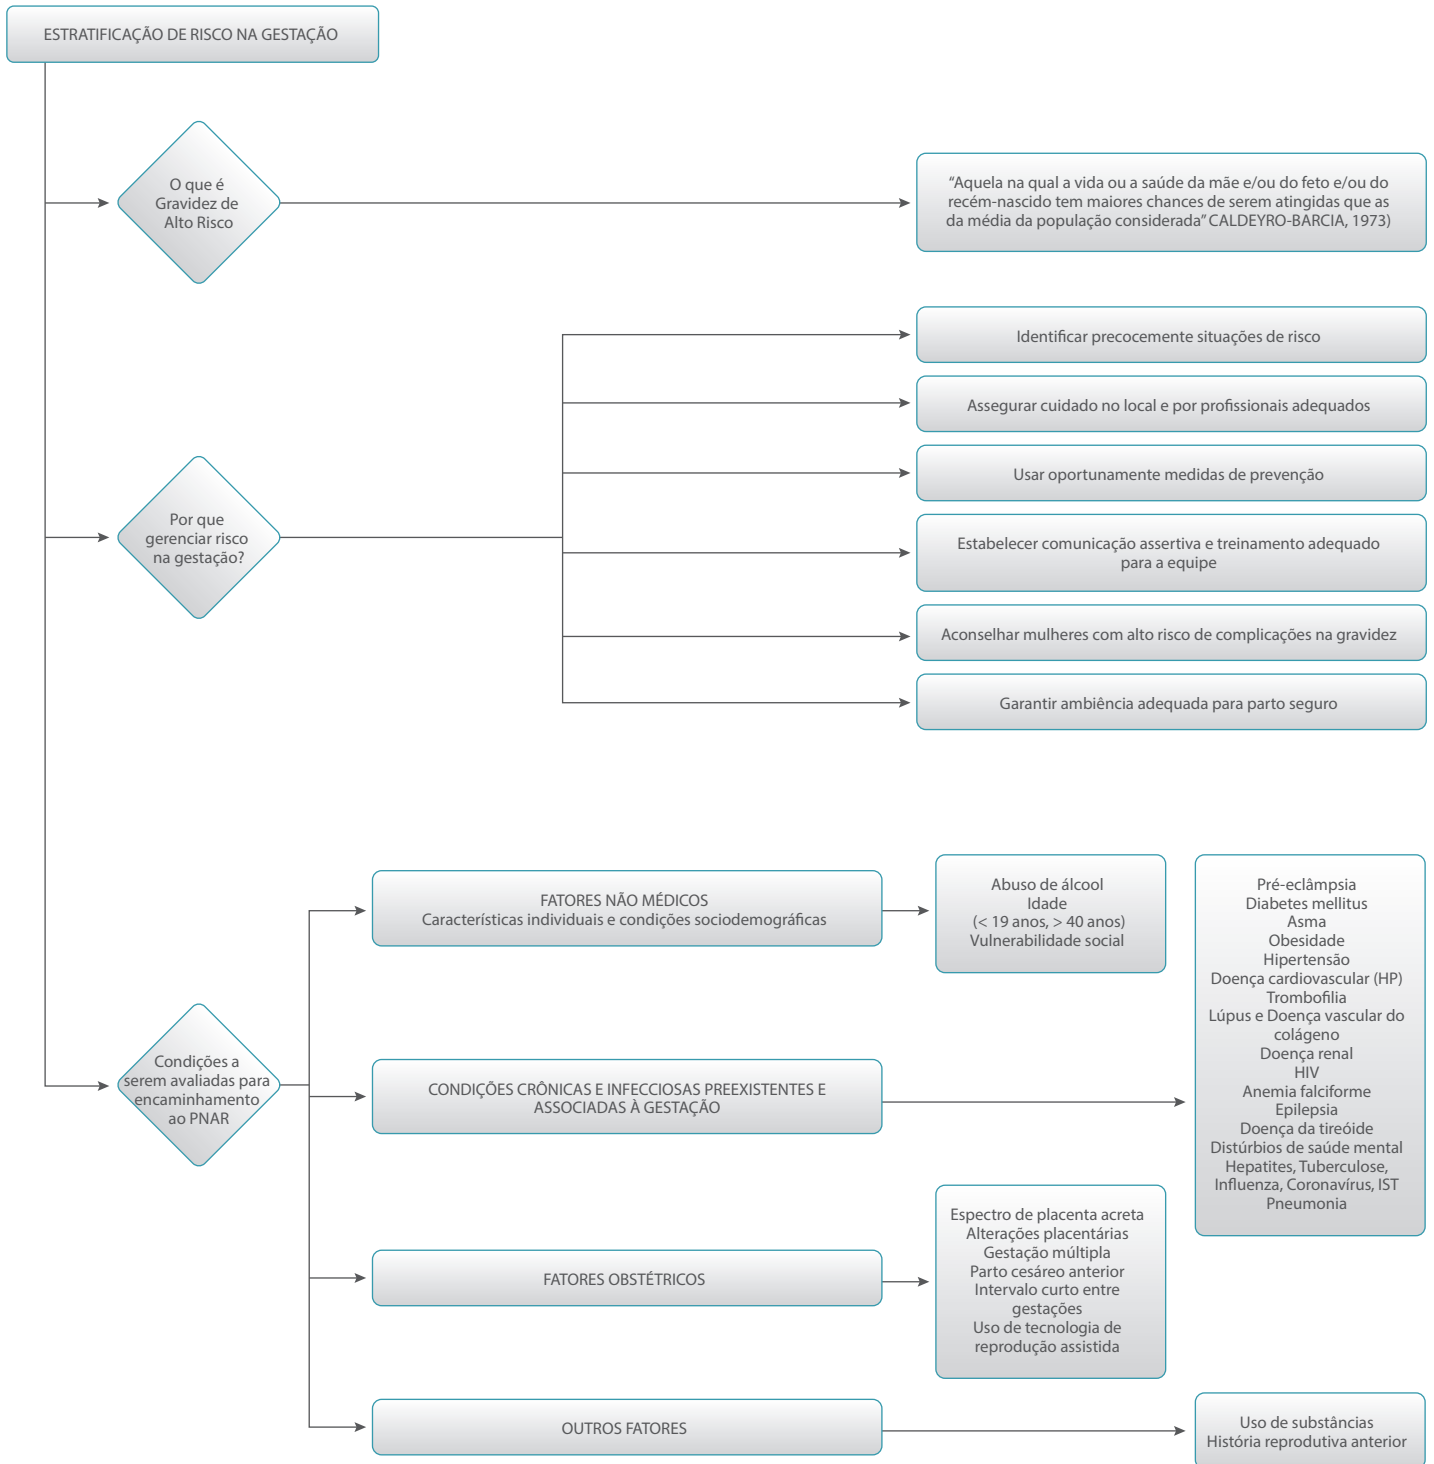 ESTRATIFICAÇÃO DE RISCO NA GESTAÇÃO
O que é
Gravidez de
Alto Risco
“Aquela na qual a vida ou a saúde da mãe e/ou do feto e/ou do
recém-nascido tem maiores chances de serem atingidas que as
da média da população considerada” CALDEYRO-BARCIA, 1973)
Por que
gerenciar risco
na gestação?
Identificar precocemente situações de risco
Assegurar cuidado no local e por profissionais adequados
Usar oportunamente medidas de prevenção
Estabelecer comunicação assertiva e treinamento adequado
para a equipe
Aconselhar mulheres com alto risco de complicações na gravidez
Garantir ambiência adequada para parto seguro
Condições a
serem avaliadas para
encaminhamento
ao PNAR
FATORES NÃO MÉDICOS
Características individuais e condições sociodemográficas
Abuso de álcool
Idade
(< 19 anos, > 40 anos)
Vulnerabilidade social
CONDIÇÕES CRÔNICAS E INFECCIOSAS PREEXISTENTES E
ASSOCIADAS À GESTAÇÃO
Pré-eclâmpsia
Diabetes mellitus
Asma
Obesidade
Hipertensão
Doença cardiovascular (HP)
Trombofilia
Lúpus e Doença vascular do
colágeno
Doença renal
HIV
Anemia falciforme
Epilepsia
Doença da tireóide
Distúrbios de saúde mental
Hepatites, Tuberculose,
Influenza, Coronavírus, IST
Pneumonia
FATORES OBSTÉTRICOS
Espectro de placenta acreta
Alterações placentárias
Gestação múltipla
Parto cesáreo anterior
Intervalo curto entre
gestações
Uso de tecnologia de
reprodução assistida
OUTROS FATORES
Uso de substâncias
História reprodutiva anterior